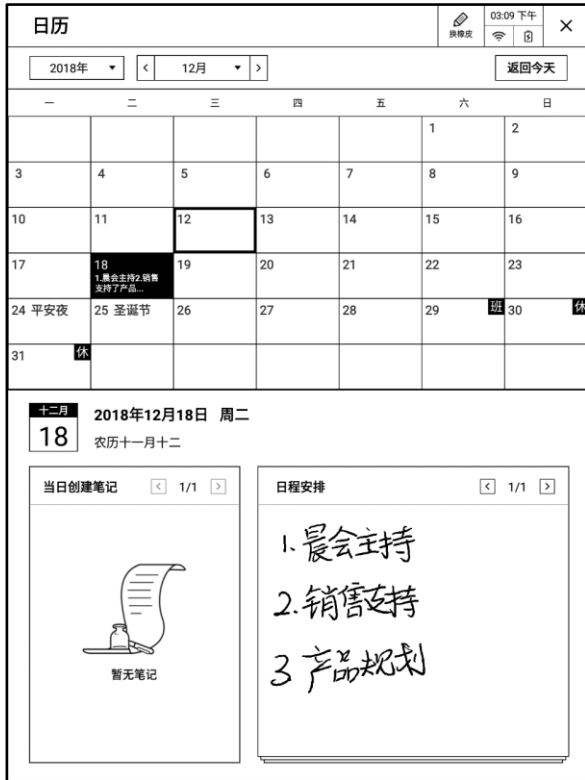 日历
换橡皮
03:09 下午
2018年
12月
返回今天
一 二 三 四 五 六 日
1 2
3 4 5 6 7 8 9
10 11 12 13 14 15 16
17 18 19 20 21 22 23
1.晨会主持2.销售
支持了产品...
24 平安夜 25 圣诞节 26 27 28 29 班 30 休
31 休
十二月
18
2018年12月18日 周二
农历十一月十二
当日创建笔记 < 1/1 >
暂无笔记
日程安排 < 1/1 >
1.晨会主持
2.销售支持
3 产品规划